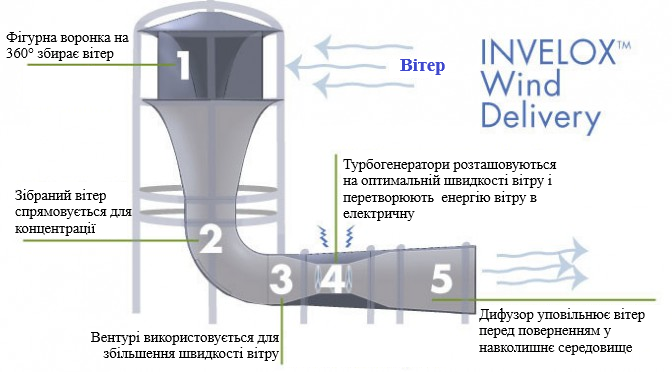 Фігурна воронка на
360° збирає вітер
1
Вітер
INVELOX™
Wind
Delivery
Турбогенератори розташовуються
на оптимальній швидкості вітру і
перетворюють енергію вітру в
електричну
Зібраний вітер
спрямовується для
концентрації
2
3
4
5
Вентурі використовується для
збільшення швидкості вітру
Дифузор уповільнює вітер
перед поверненням у
навколишнє середовище